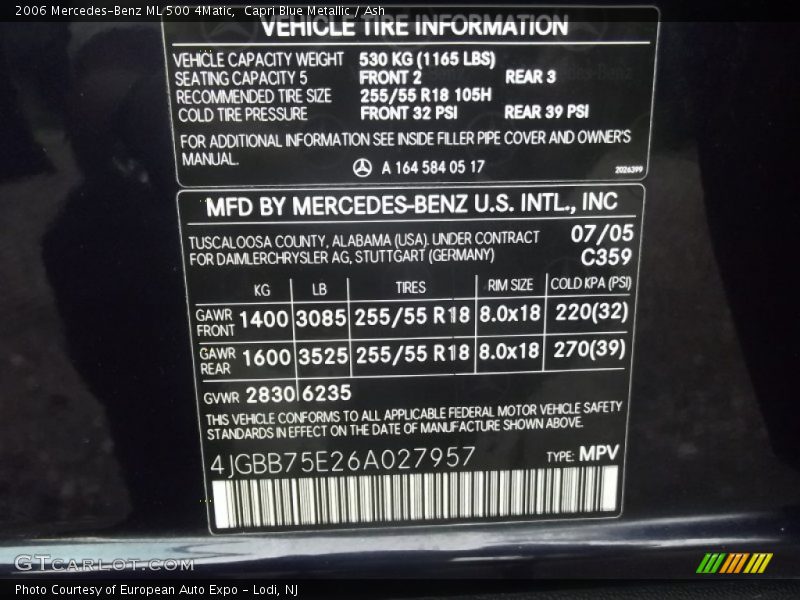 2006 Mercedes-Benz ML 500 4Matic, Capri Blue Metallic / Ash
VEHICLE TIRE INFORMATION
VEHICLE CAPACITY WEIGHT 530 KG (1165 LBS)
SEATING CAPACITY 5 FRONT 2 REAR 3
RECOMMENDED TIRE SIZE 255/55 R18 105H
COLD TIRE PRESSURE FRONT 32 PSI REAR 39 PSI
FOR ADDITIONAL INFORMATION SEE INSIDE FILLER PIPE COVER AND OWNER'S
MANUAL.
A 164 584 05 17
2026399
MFD BY MERCEDES-BENZ U.S. INTL., INC
TUSCALOOSA COUNTY, ALABAMA (USA). UNDER CONTRACT 07/05
FOR DAIMLERCHRYSLER AG, STUTTGART (GERMANY) C359
KG LB TIRES RIM SIZE COLD KPA (PSI)
GAWR FRONT 1400 3085 255/55 R18 8.0x18 220(32)
GAWR REAR 1600 3525 255/55 R18 8.0x18 270(39)
GVWR 2830 6235
THIS VEHICLE CONFORMS TO ALL APPLICABLE FEDERAL MOTOR VEHICLE SAFETY
STANDARDS IN EFFECT ON THE DATE OF MANUFACTURE SHOWN ABOVE.
4JGBB75E26A027957 TYPE: MPV
GTCarLot.com
Photo Courtesy of European Auto Expo - Lodi, NJ